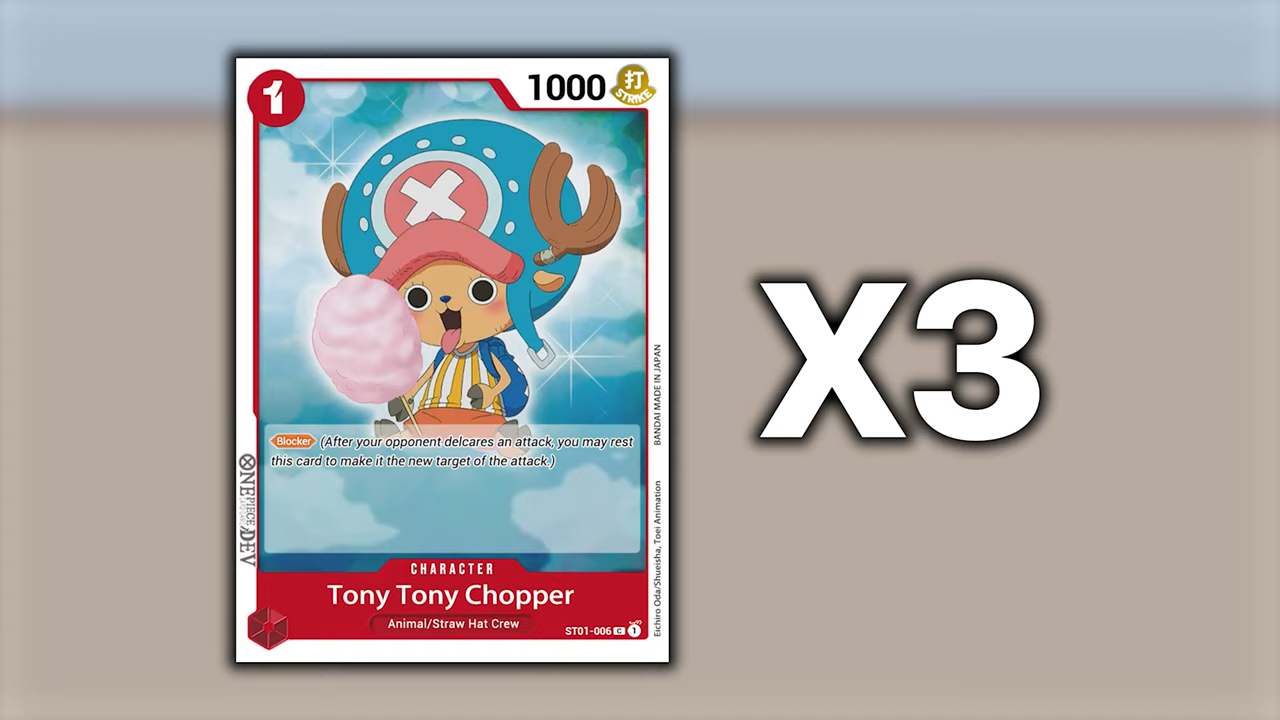 1
1000
打
STRIKE
X3
Blocker (After your opponent delcares an attack, you may rest
this card to make it the new target of the attack.)
CHARACTER
Tony Tony Chopper
Animal/Straw Hat Crew
ST01-006 C 1
BANDAI MADE IN JAPAN
Eichiro Oda/Shueisha, Toei Animation
ONE PIECE
DEV